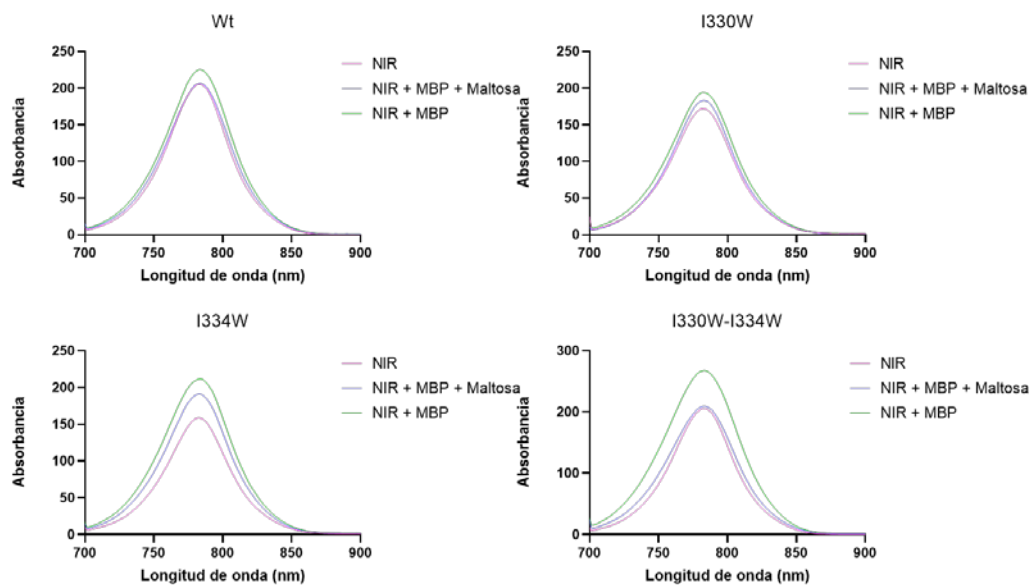 Wt
250
200
150
100
50
0
Absorbancia
700 750 800 850 900
Longitud de onda (nm)
NIR
NIR + MBP + Maltosa
NIR + MBP
I330W
250
200
150
100
50
0
Absorbancia
700 750 800 850 900
Longitud de onda (nm)
NIR
NIR + MBP + Maltosa
NIR + MBP
I334W
250
200
150
100
50
0
Absorbancia
700 750 800 850 900
Longitud de onda (nm)
NIR
NIR + MBP + Maltosa
NIR + MBP
I330W-I334W
300
200
100
0
Absorbancia
700 750 800 850 900
Longitud de onda (nm)
NIR
NIR + MBP + Maltosa
NIR + MBP